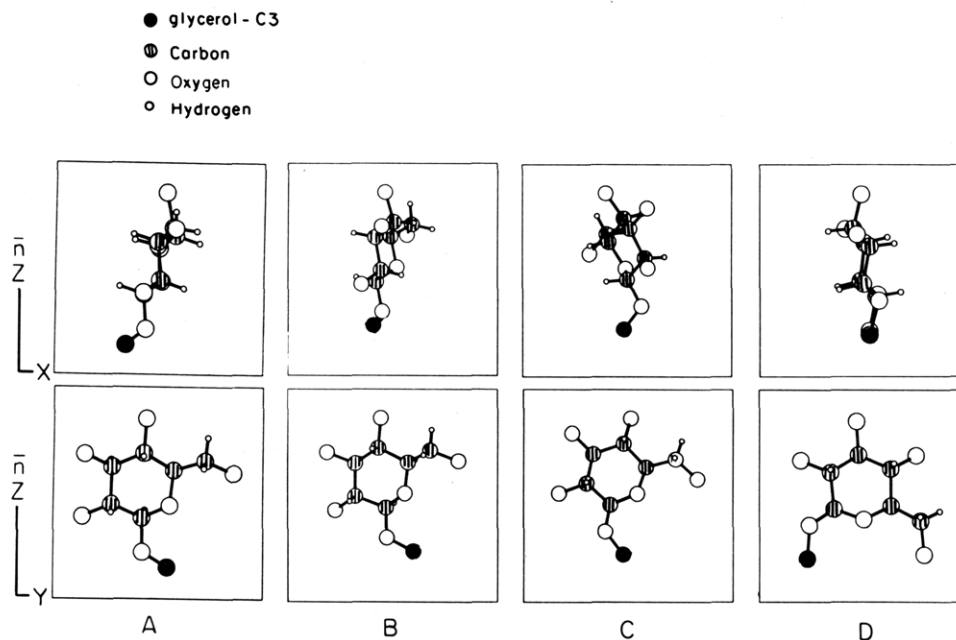 glycerol - C3
Carbon
Oxygen
Hydrogen
n̄
Z
X
n̄
Z
Y
A B C D